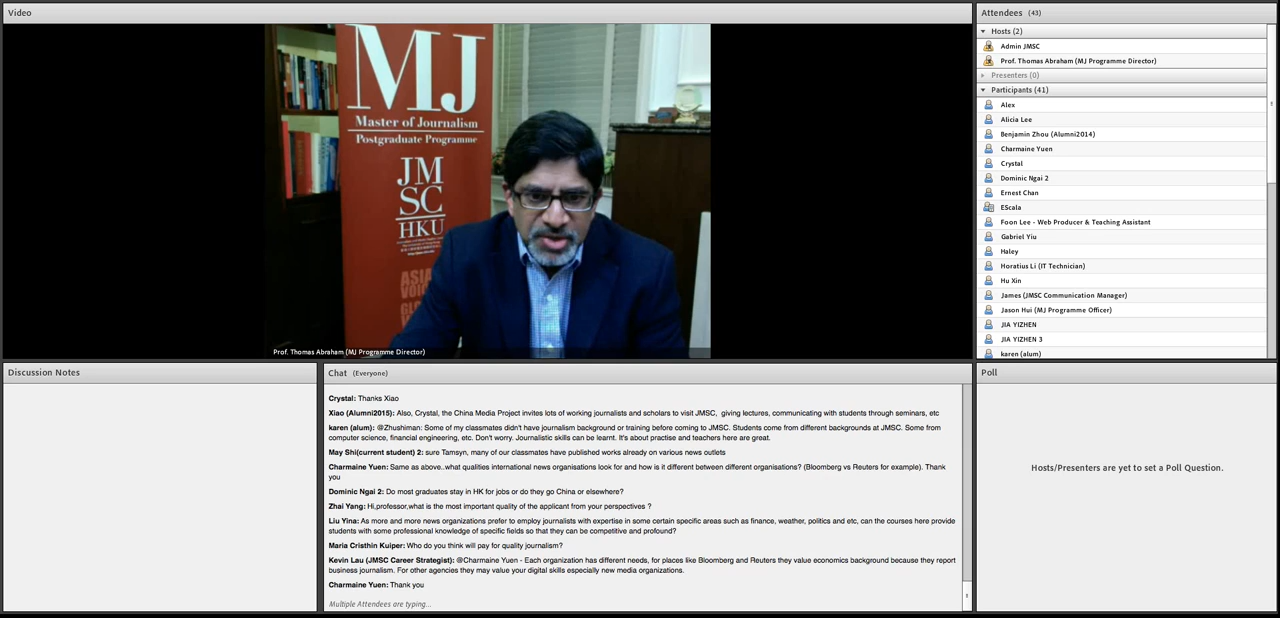 Video
MJ
Master of Journalism
Postgraduate Programme
JM
SC
HKU
ASIA
Prof. Thomas Abraham (MJ Programme Director)
Attendees (43)
Hosts (2)
Admin JMSC
Prof. Thomas Abraham (MJ Programme Director)
Presenters (0)
Participants (41)
Alex
Alicia Lee
Benjamin Zhou (Alumni2014)
Charmaine Yuen
Crystal
Dominic Ngai 2
Ernest Chan
EScala
Foon Lee - Web Producer & Teaching Assistant
Gabriel Yiu
Haley
Horatius Li (IT Technician)
Hu Xin
James (JMSC Communication Manager)
Jason Hui (MJ Programme Officer)
JIA YIZHEN
JIA YIZHEN 3
karen (alum)
Discussion Notes
Chat (Everyone)
Crystal: Thanks Xiao
Xiao (Alumni2015): Also, Crystal, the China Media Project invites lots of working journalists and scholars to visit JMSC, giving lectures, communicating with students through seminars, etc
karen (alum): @Zhushiman: Some of my classmates didn't have journalism background or training before coming to JMSC. Students come from different backgrounds at JMSC. Some from
computer science, financial engineering, etc. Don't worry. Journalistic skills can be learnt. It's about practise and teachers here are great.
May Shi(current student) 2: sure Tamsyn, many of our classmates have published works already on various news outlets
Charmaine Yuen: Same as above..what qualities international news organisations look for and how is it different between different organisations? (Bloomberg vs Reuters for example). Thank
you
Dominic Ngai 2: Do most graduates stay in HK for jobs or do they go China or elsewhere?
Zhai Yang: Hi,professor,what is the most important quality of the applicant from your perspectives ?
Liu Yina: As more and more news organizations prefer to employ journalists with expertise in some certain specific areas such as finance, weather, politics and etc, can the courses here provide
students with some professional knowledge of specific fields so that they can be competitive and profound?
Maria Cristhin Kuiper: Who do you think will pay for quality journalism?
Kevin Lau (JMSC Career Strategist): @Charmaine Yuen - Each organization has different needs, for places like Bloomberg and Reuters they value economics background because they report
business journalism. For other agencies they may value your digital skills especially new media organizations.
Charmaine Yuen: Thank you
Multiple Attendees are typing...
Poll
Hosts/Presenters are yet to set a Poll Question.